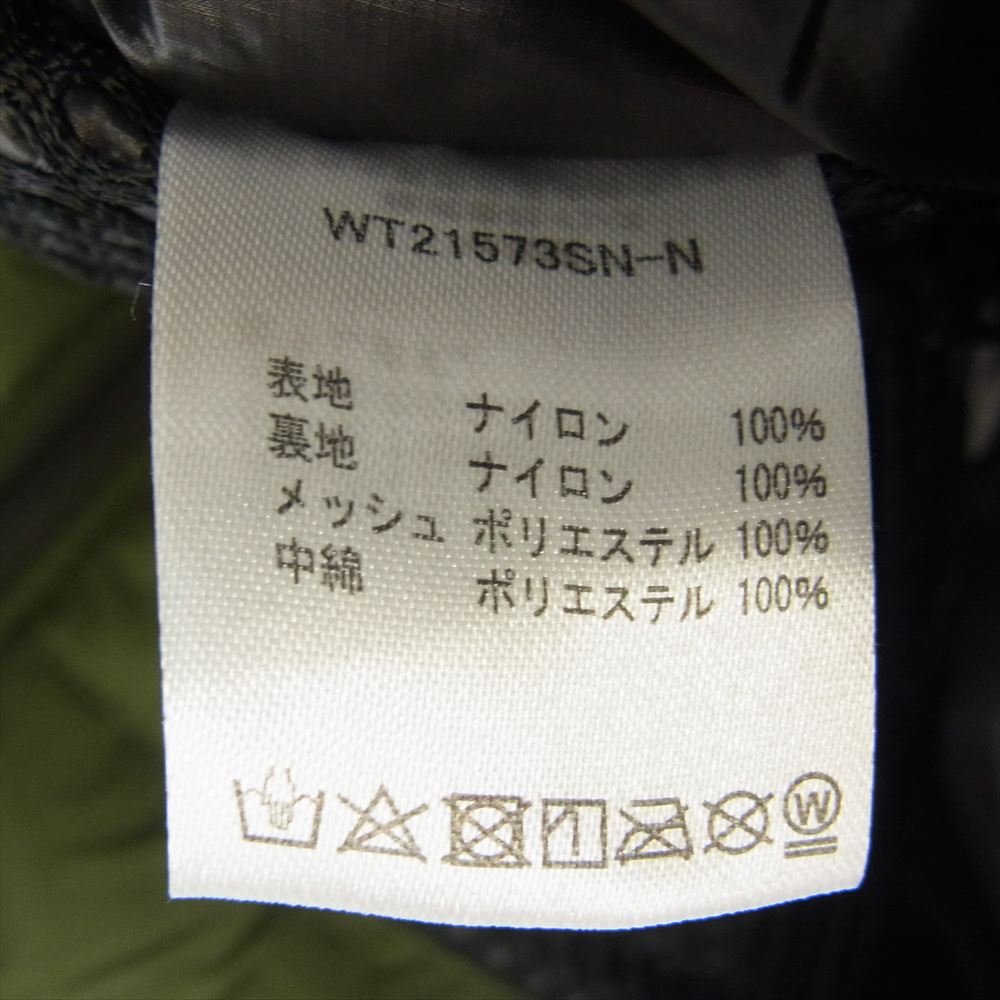 WT21573SN-N
表地 ナイロン 100%
裏地 ナイロン 100%
メッシュ ポリエステル 100%
中綿 ポリエステル 100%
W